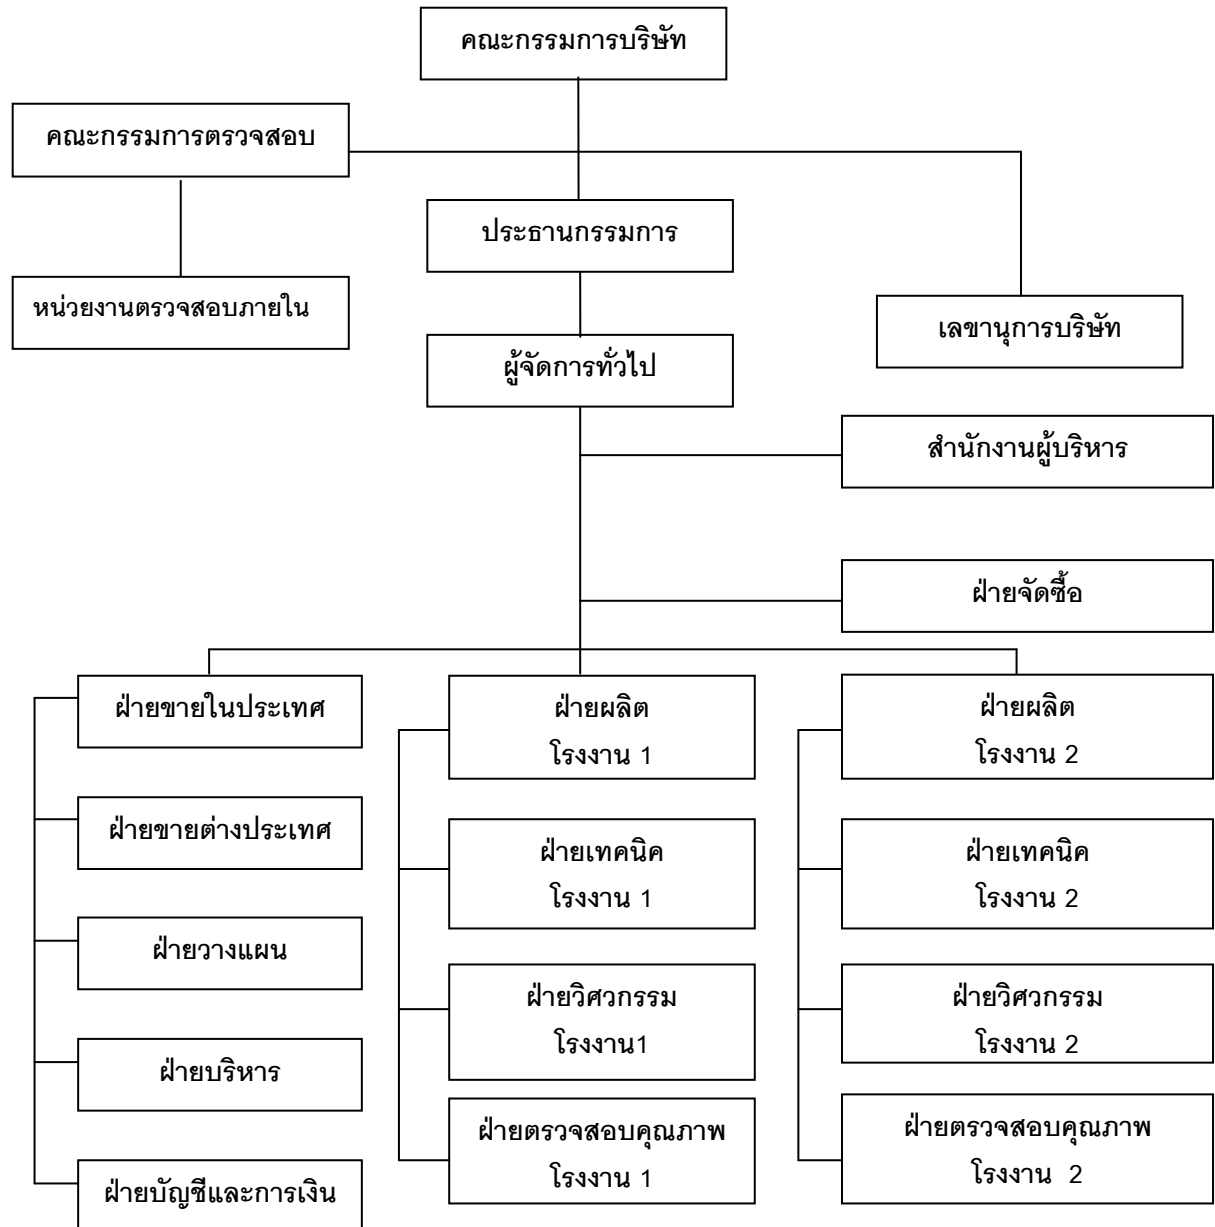 คณะกรรมการบริษัท
คณะกรรมการตรวจสอบ
ประธานกรรมการ
หน่วยงานตรวจสอบภายใน
เลขานุการบริษัท
ผู้จัดการทั่วไป
สำนักงานผู้บริหาร
ฝ่ายจัดซื้อ
ฝ่ายขายในประเทศ
ฝ่ายขายต่างประเทศ
ฝ่ายวางแผน
ฝ่ายบริหาร
ฝ่ายบัญชีและการเงิน
ฝ่ายผลิต
โรงงาน 1
ฝ่ายเทคนิค
โรงงาน 1
ฝ่ายวิศวกรรม
โรงงาน1
ฝ่ายตรวจสอบคุณภาพ
โรงงาน 1
ฝ่ายผลิต
โรงงาน 2
ฝ่ายเทคนิค
โรงงาน 2
ฝ่ายวิศวกรรม
โรงงาน 2
ฝ่ายตรวจสอบคุณภาพ
โรงงาน 2